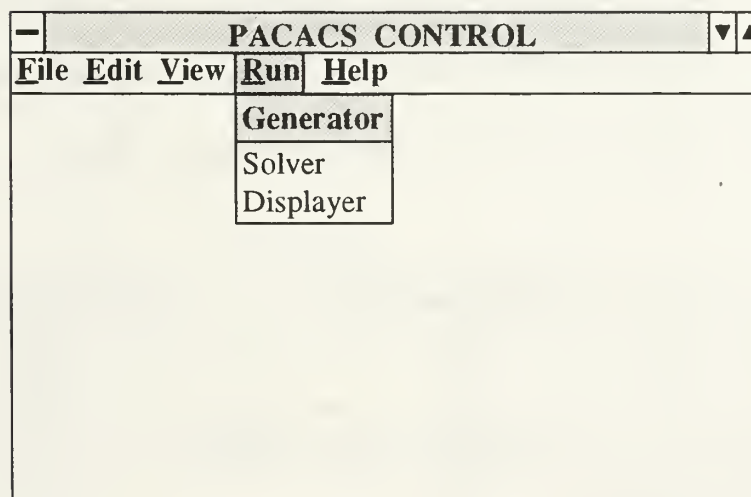 PACACS CONTROL
File Edit View Run Help
Generator
Solver
Displayer